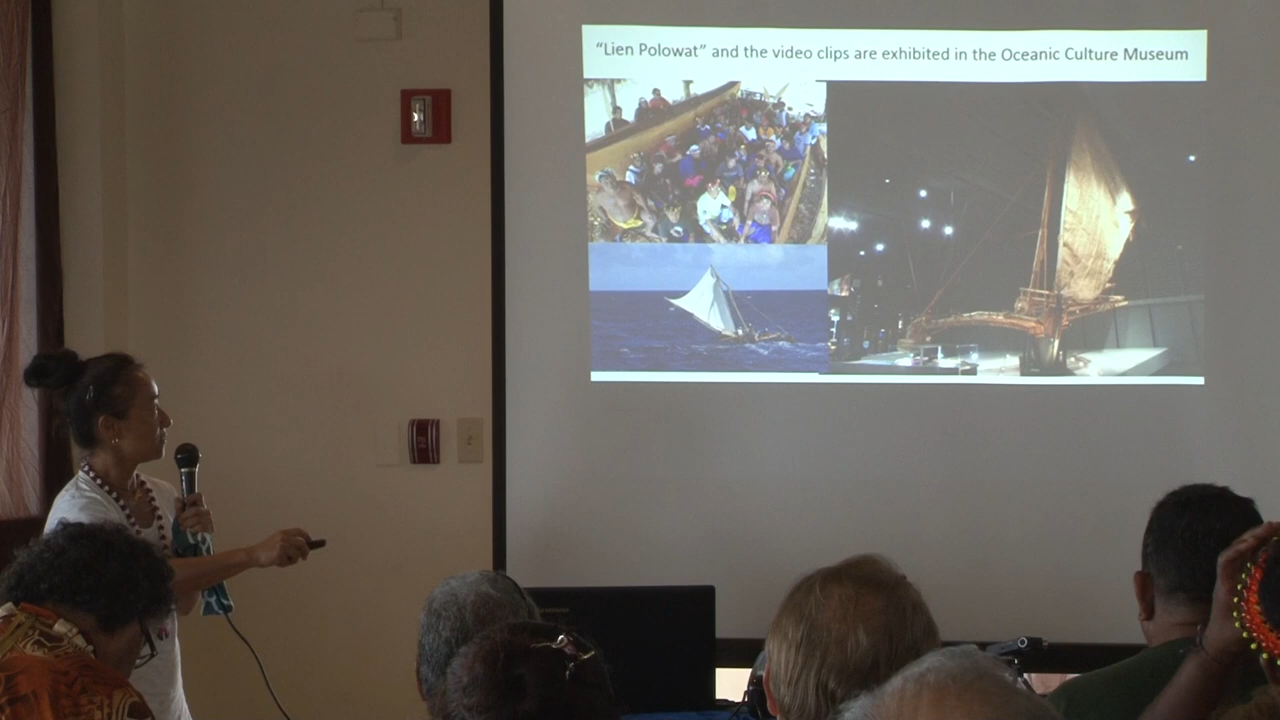 “Lien Polowat” and the video clips are exhibited in the Oceanic Culture Museum